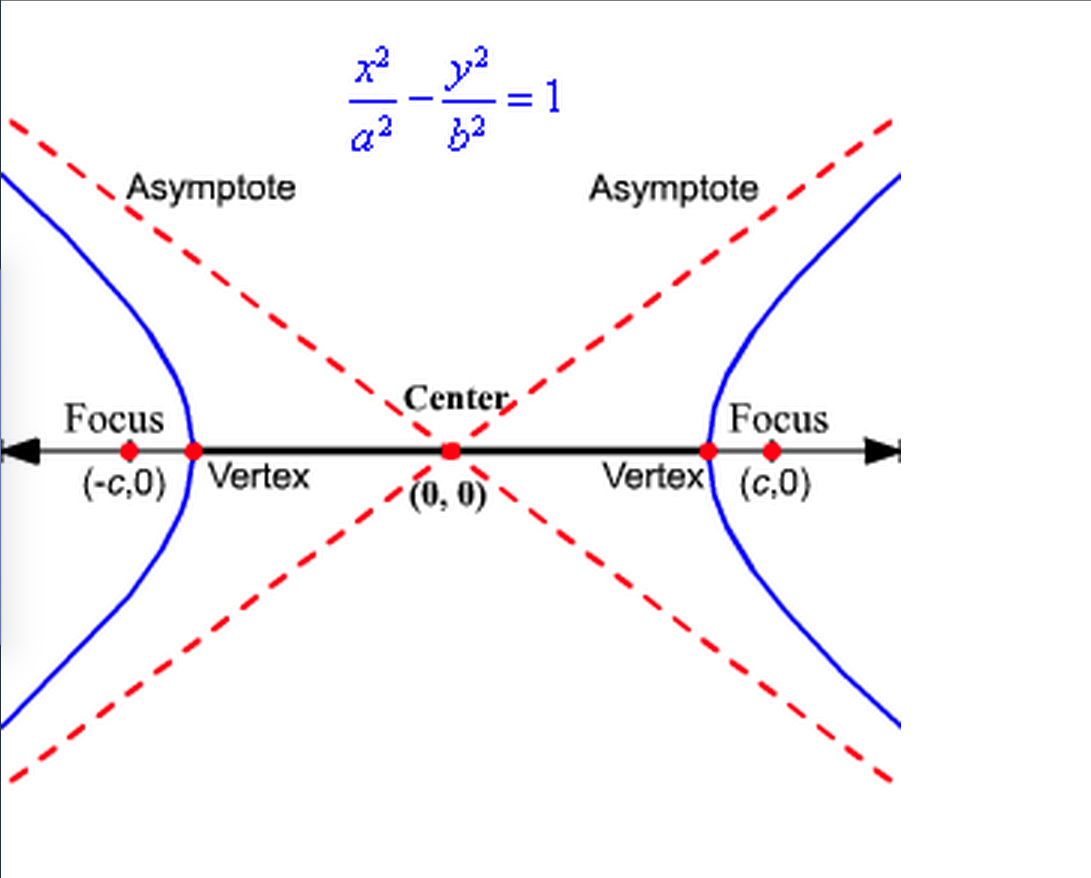 x²/a² − y²/b² = 1
Asymptote Asymptote
Center
Focus Focus
(-c,0) Vertex (0, 0) Vertex (c,0)